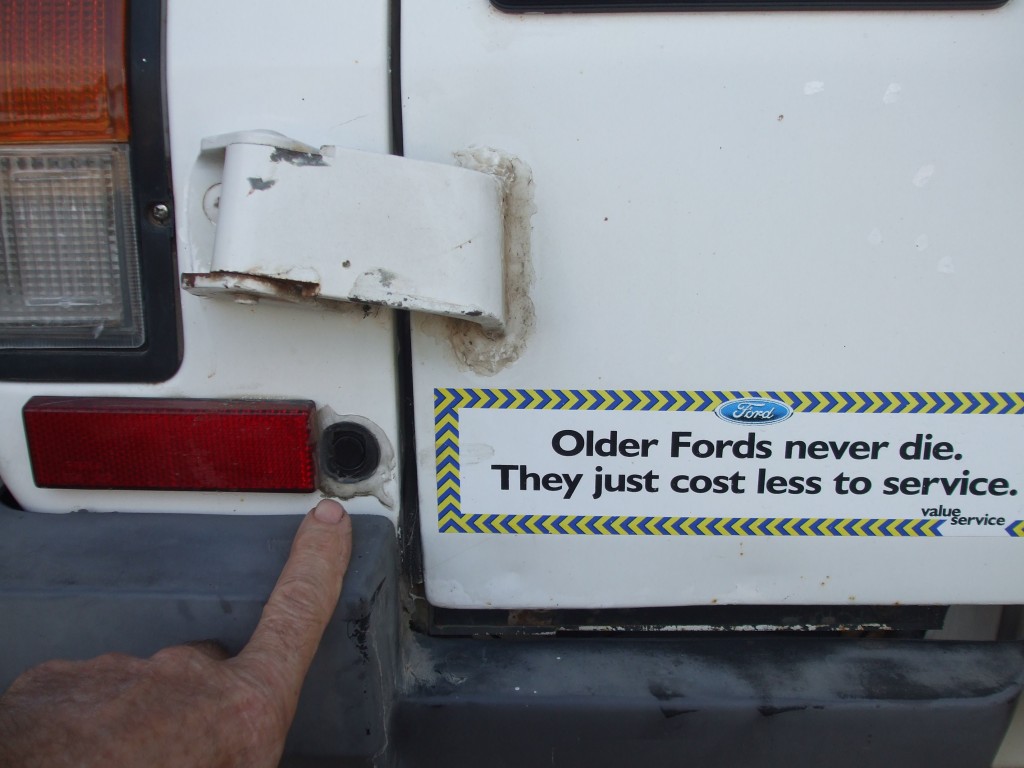 Ford
Older Fords never die.
They just cost less to service.
value
service